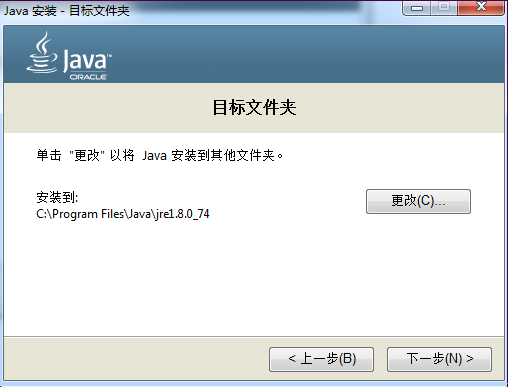 Java 安装 - 目标文件夹
Java™
ORACLE
目标文件夹
单击 "更改" 以将 Java 安装到其他文件夹。
安装到:
更改(C)...
C:\Program Files\Java\jre1.8.0_74
< 上一步(B)
下一步(N) >